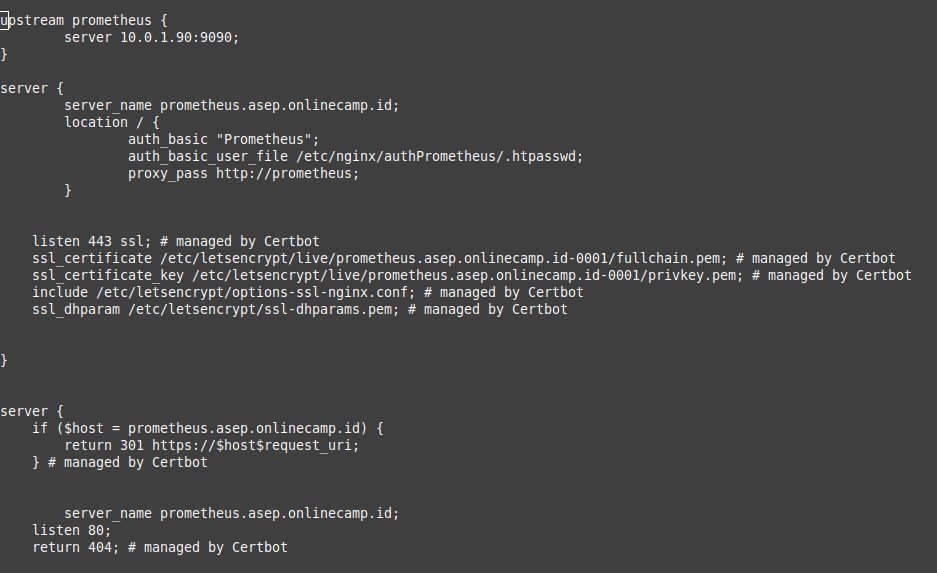 upstream prometheus {
        server 10.0.1.90:9090;
}
server {
        server_name prometheus.asep.onlinecamp.id;
        location / {
                auth_basic "Prometheus";
                auth_basic_user_file /etc/nginx/authPrometheus/.htpasswd;
                proxy_pass http://prometheus;
        }
    listen 443 ssl; # managed by Certbot
    ssl_certificate /etc/letsencrypt/live/prometheus.asep.onlinecamp.id-0001/fullchain.pem; # managed by Certbot
    ssl_certificate_key /etc/letsencrypt/live/prometheus.asep.onlinecamp.id-0001/privkey.pem; # managed by Certbot
    include /etc/letsencrypt/options-ssl-nginx.conf; # managed by Certbot
    ssl_dhparam /etc/letsencrypt/ssl-dhparams.pem; # managed by Certbot
}
server {
    if ($host = prometheus.asep.onlinecamp.id) {
        return 301 https://$host$request_uri;
    } # managed by Certbot
        server_name prometheus.asep.onlinecamp.id;
    listen 80;
    return 404; # managed by Certbot